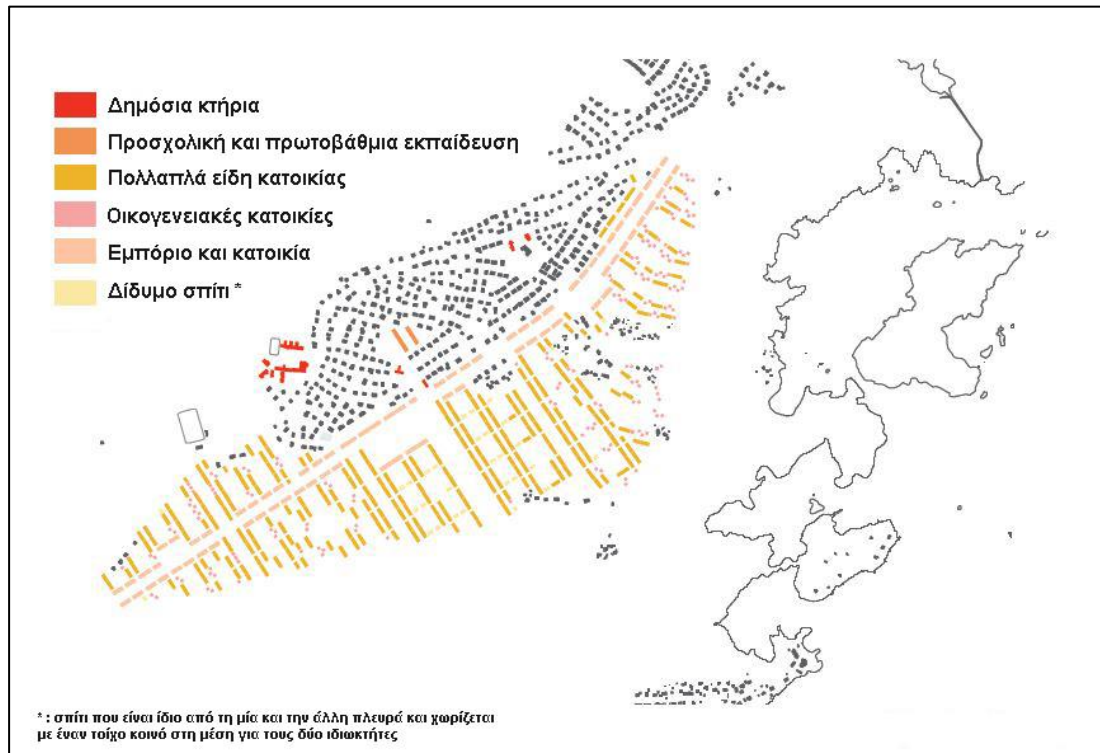 Δημόσια κτήρια
Προσχολική και πρωτοβάθμια εκπαίδευση
Πολλαπλά είδη κατοικίας
Οικογενειακές κατοικίες
Εμπόριο και κατοικία
Δίδυμο σπίτι *
* : σπίτι που είναι ίδιο από τη μία και την άλλη πλευρά και χωρίζεται
με έναν τοίχο κοινό στη μέση για τους δύο ιδιωκτήτες